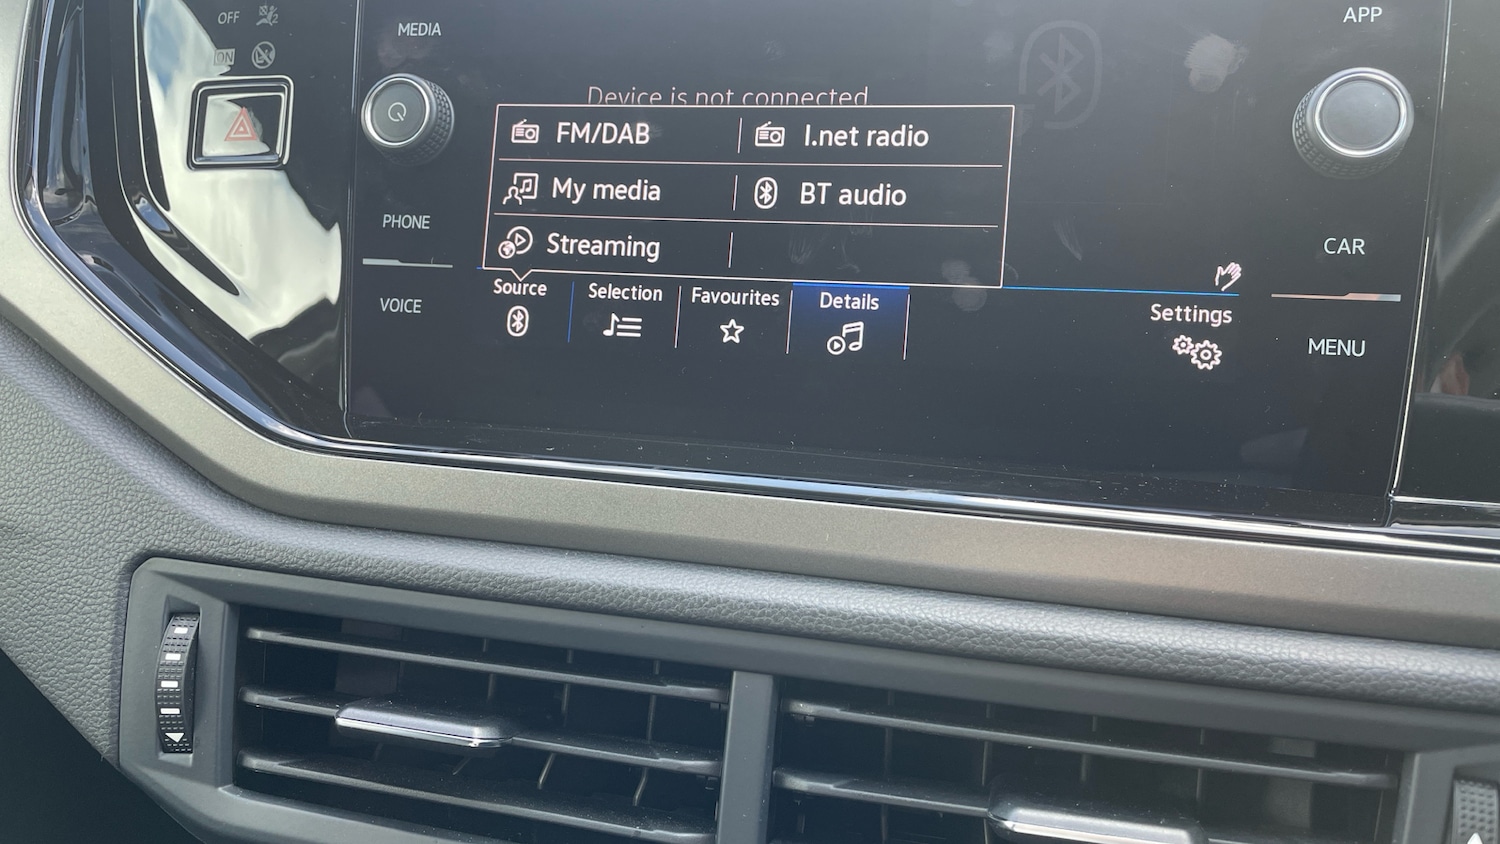 OFF
ON
MEDIA
APP
Device is not connected
FM/DAB
I.net radio
My media
BT audio
Streaming
PHONE
VOICE
CAR
MENU
Source
Selection
Favourites
Details
Settings